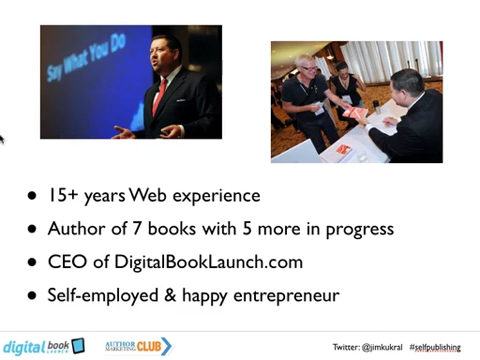 Say What You Do
• 15+ years Web experience
• Author of 7 books with 5 more in progress
• CEO of DigitalBookLaunch.com
• Self-employed & happy entrepreneur
digital book LAUNCH
AUTHOR MARKETING CLUB
Twitter: @jimkukral #selfpublishing